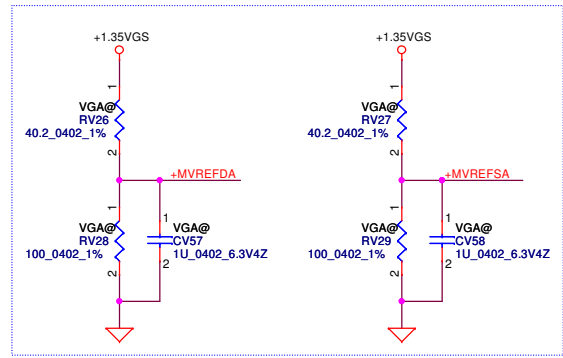 +1.35VGS
1
VGA@
RV26
40.2_0402_1%
2
+MVREFDA
1
VGA@
RV28
100_0402_1%
2
1
VGA@
CV57
1U_0402_6.3V4Z
2
+1.35VGS
1
VGA@
RV27
40.2_0402_1%
2
+MVREFSA
1
VGA@
RV29
100_0402_1%
2
1
VGA@
CV58
1U_0402_6.3V4Z
2